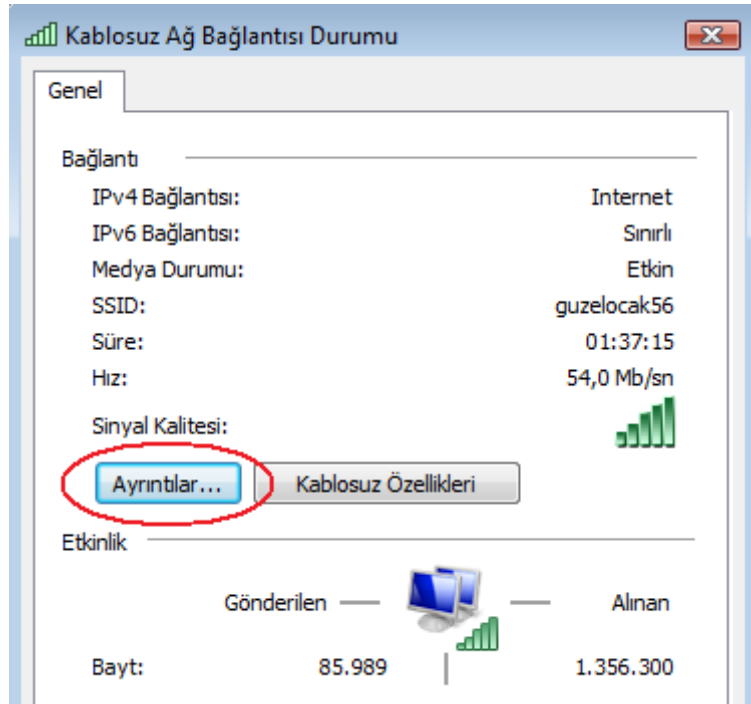 Kablosuz Ağ Bağlantısı Durumu
Genel
Bağlantı
IPv4 Bağlantısı: Internet
IPv6 Bağlantısı: Sınırlı
Medya Durumu: Etkin
SSID: guzelocak56
Süre: 01:37:15
Hız: 54,0 Mb/sn
Sinyal Kalitesi:
Ayrıntılar... Kablosuz Özellikleri
Etkinlik
Gönderilen Alınan
Bayt: 85.989 1.356.300